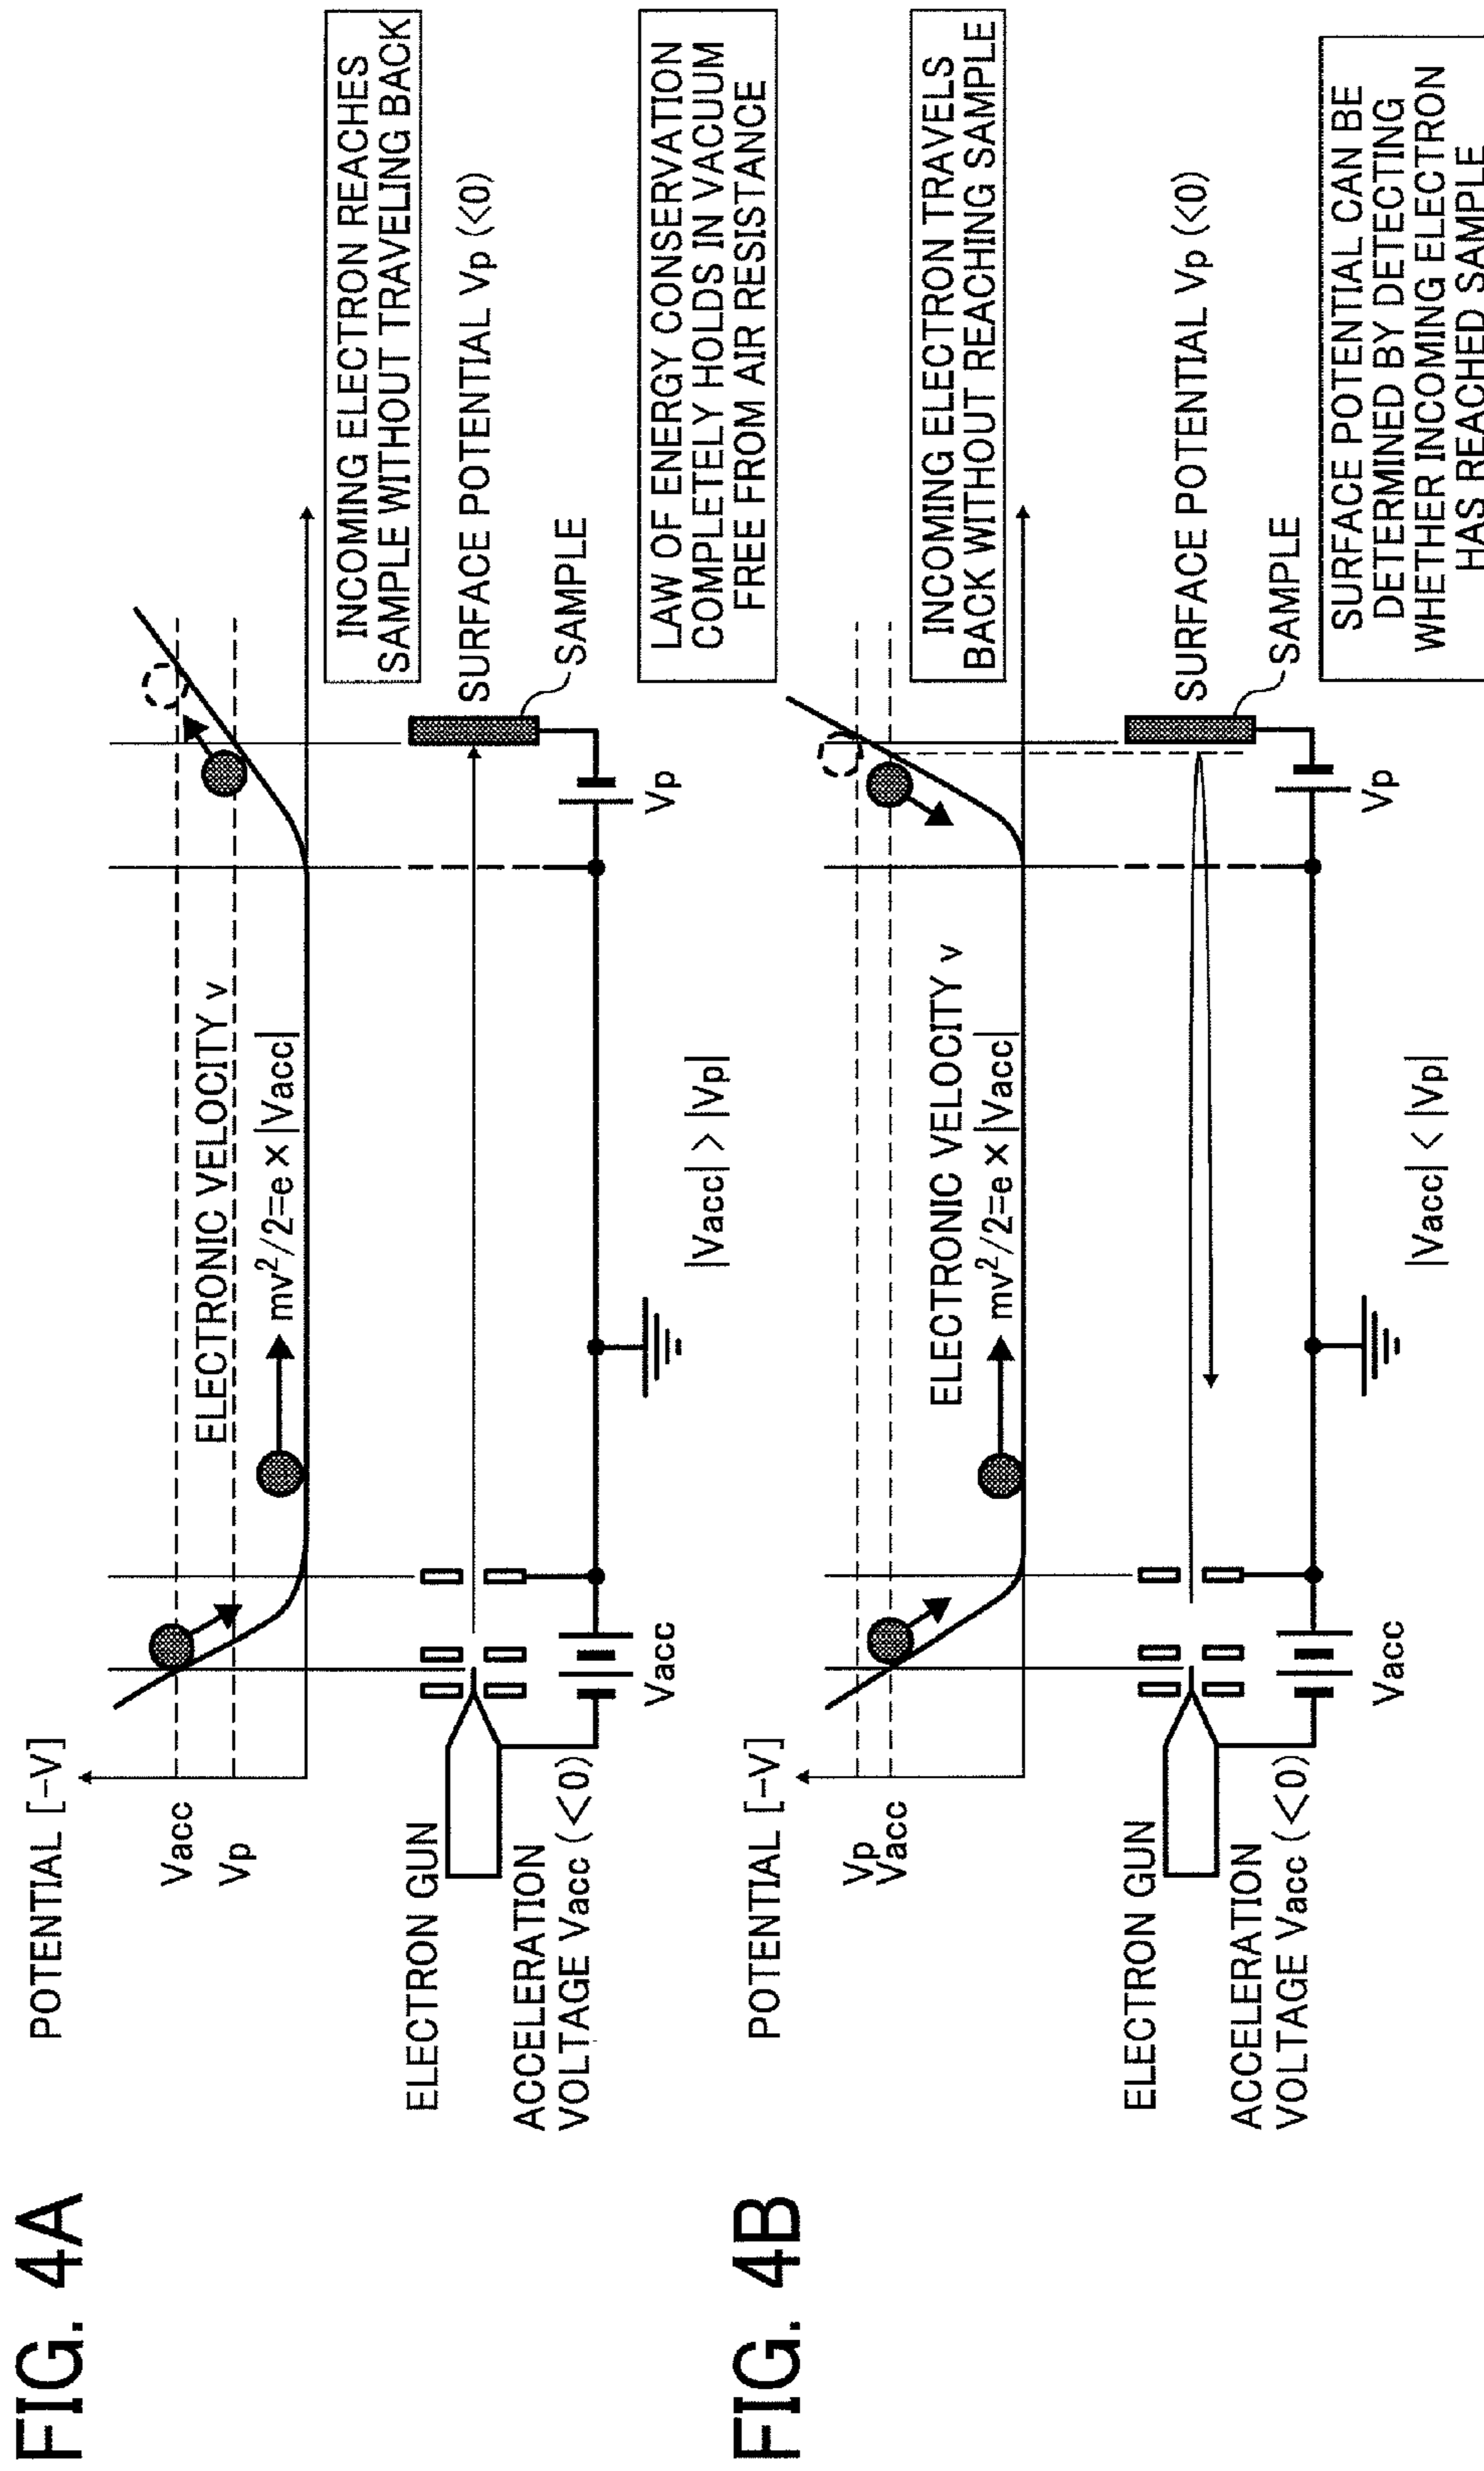 FIG. 4A
POTENTIAL [-V]
Vacc
Vp
ELECTRONIC VELOCITY v
mv²/2=e×|Vacc|
INCOMING ELECTRON REACHES
SAMPLE WITHOUT TRAVELING BACK
ELECTRON GUN
SURFACE POTENTIAL Vp (<0)
SAMPLE
ACCELERATION
VOLTAGE Vacc (<0)
Vacc
Vp
|Vacc| > |Vp|
LAW OF ENERGY CONSERVATION
COMPLETELY HOLDS IN VACUUM
FREE FROM AIR RESISTANCE
FIG. 4B
POTENTIAL [-V]
Vp
Vacc
ELECTRONIC VELOCITY v
mv²/2=e×|Vacc|
INCOMING ELECTRON TRAVELS
BACK WITHOUT REACHING SAMPLE
ELECTRON GUN
SURFACE POTENTIAL Vp (<0)
SAMPLE
ACCELERATION
VOLTAGE Vacc (<0)
Vacc
Vp
|Vacc| < |Vp|
SURFACE POTENTIAL CAN BE
DETERMINED BY DETECTING
WHETHER INCOMING ELECTRON
HAS REACHED SAMPLE